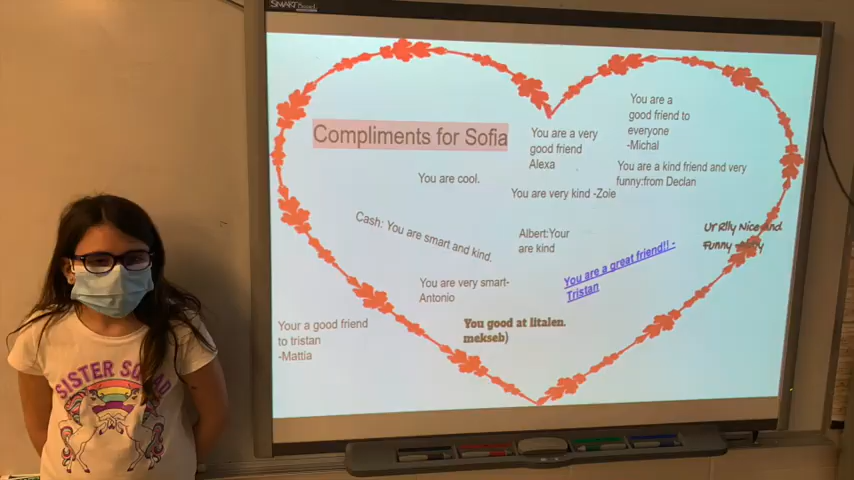 SMART Board
Compliments for Sofia
You are a very
good friend
Alexa
You are a
good friend to
everyone
-Michal
You are cool.
You are a kind friend and very
funny:from Declan
You are very kind -Zoie
Cash: You are smart and kind.
Albert:Your
are kind
You are a great friend!! -
Tristan
Ur Rlly Nice and
Funny
You are very smart-
Antonio
Your a good friend
to tristan
-Mattia
You good at litalen.
mekseb)
SISTER SQUAD